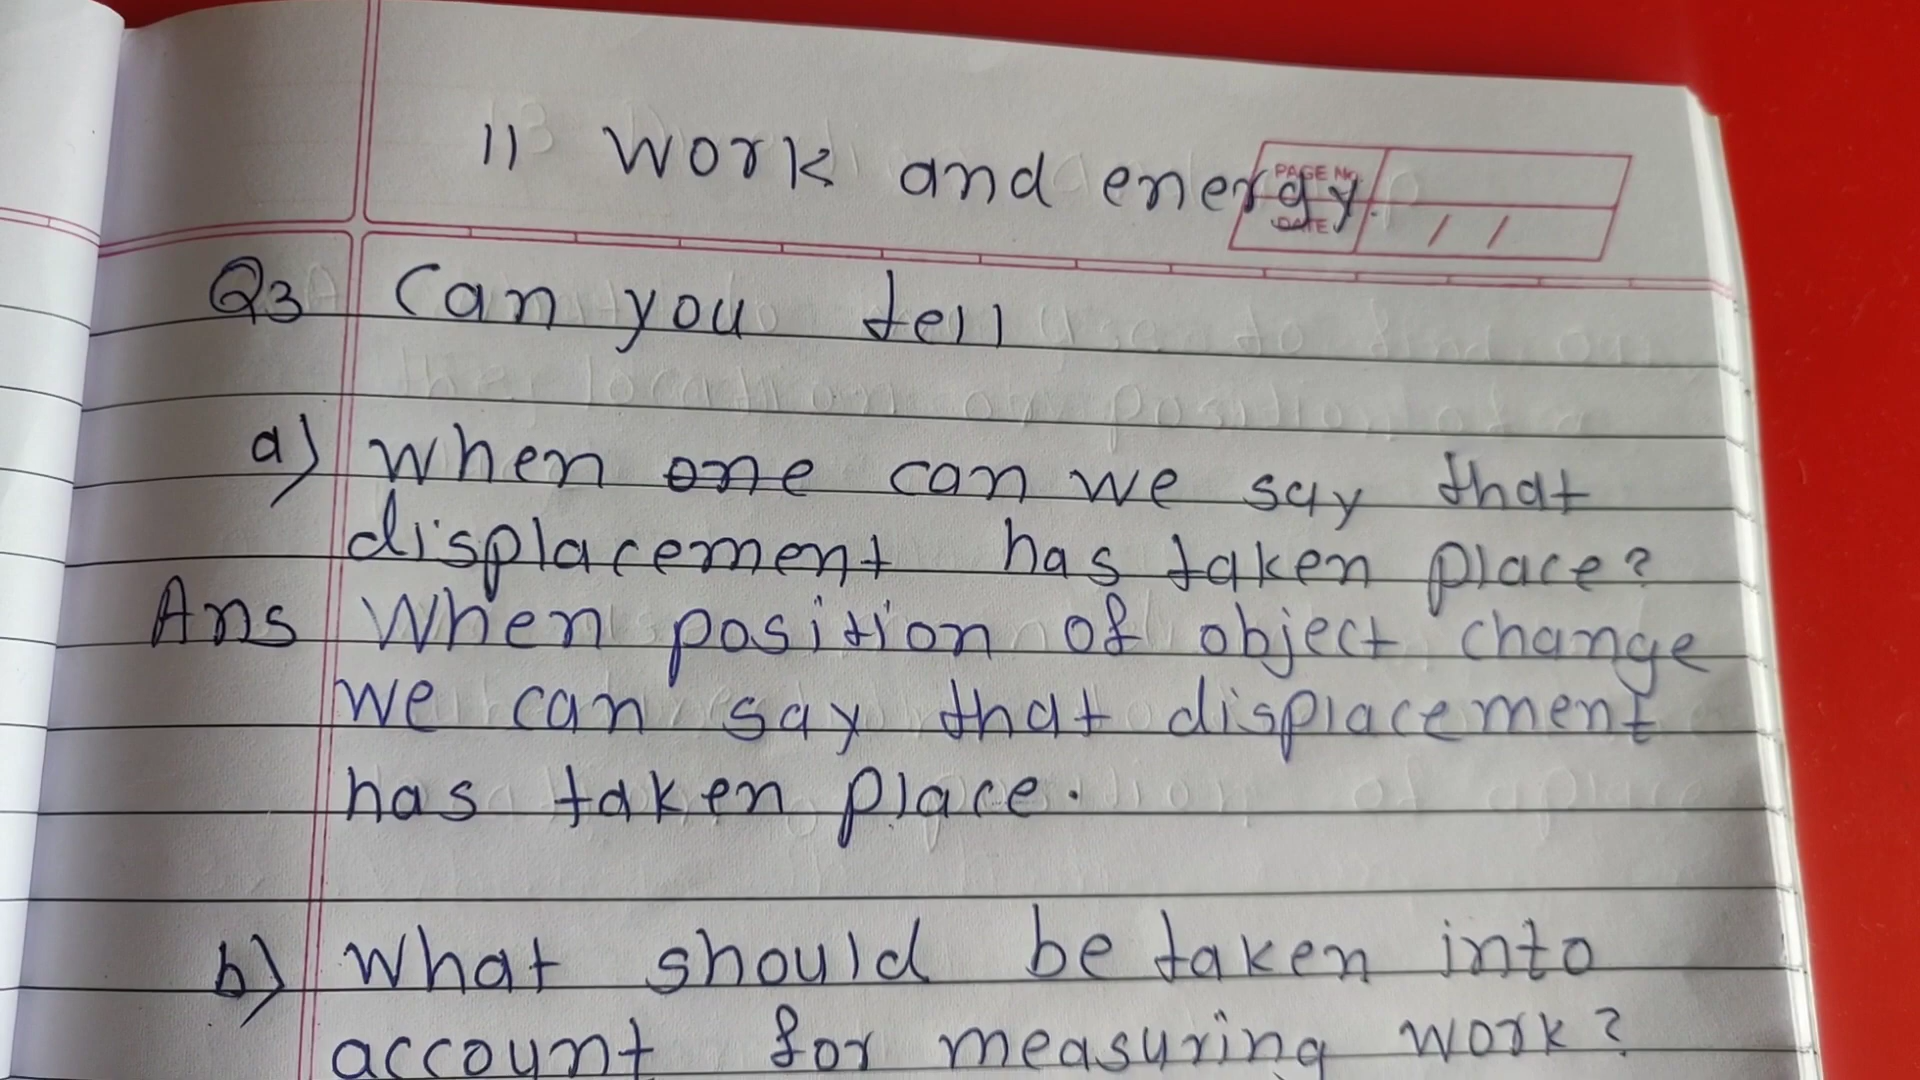 11 Work and energy.
PAGE No.
DATE / /
Q3 Can you tell
a) When one can we say that
displacement has taken place?
Ans When position of object change
we can say that displacement
has taken place.
b) What should be taken into
account for measuring work?